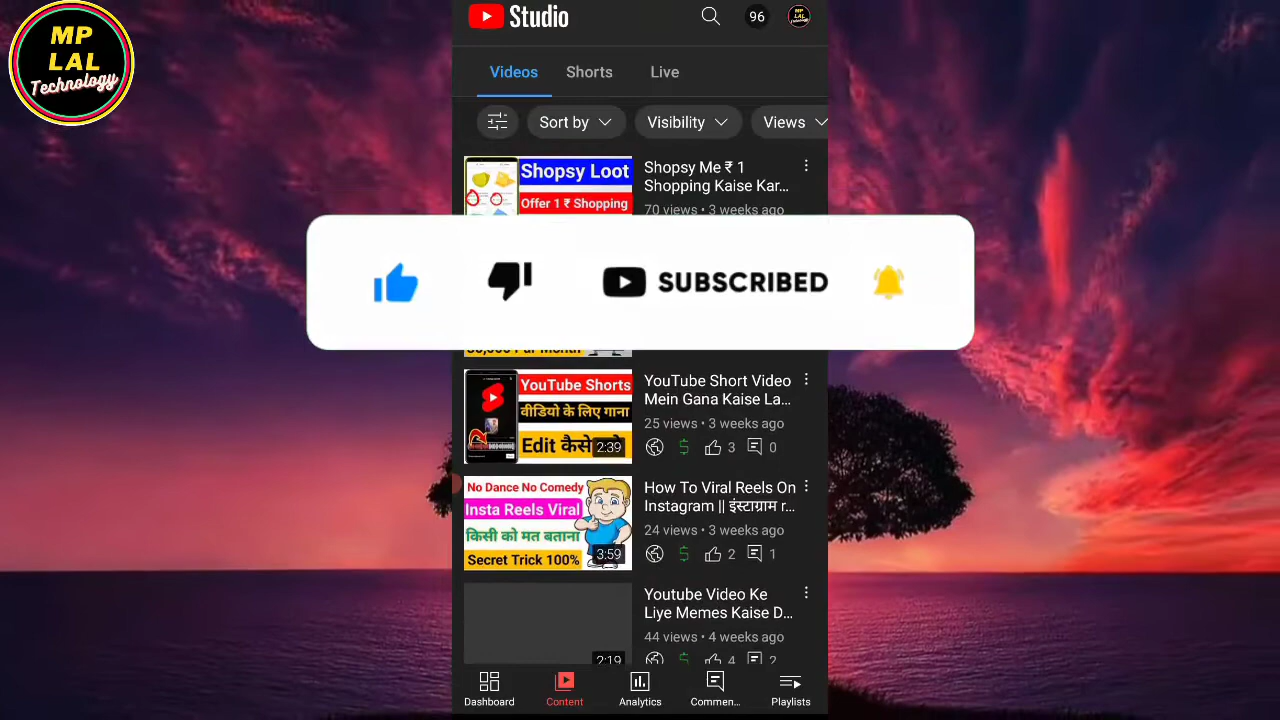 MP
LAL
Technology
Studio
96
Videos
Shorts
Live
Sort by
Visibility
Views
Shopsy Loot
Offer 1 ₹ Shopping
Shopsy Me ₹ 1
Shopping Kaise Kar...
70 views • 3 weeks ago
SUBSCRIBED
YouTube Shorts
वीडियो के लिए गाना
Edit कैसे
2:39
YouTube Short Video
Mein Gana Kaise La...
25 views • 3 weeks ago
3
0
No Dance No Comedy
Insta Reels Viral
किसी को मत बताना
Secret Trick 100%
3:59
How To Viral Reels On
Instagram || इंस्टाग्राम r...
24 views • 3 weeks ago
2
1
2:19
Youtube Video Ke
Liye Memes Kaise D...
44 views • 4 weeks ago
4
2
Dashboard
Content
Analytics
Commen...
Playlists